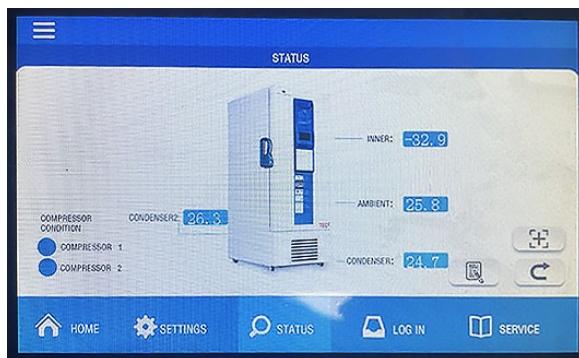 STATUS
INNER: -32.9
AMBIENT: 25.8
CONDENSER2: 26.3
TEST
CONDENSER: 24.7
COMPRESSOR
CONDITION
COMPRESSOR 1
COMPRESSOR 2
HOME
SETTINGS
STATUS
LOG IN
SERVICE